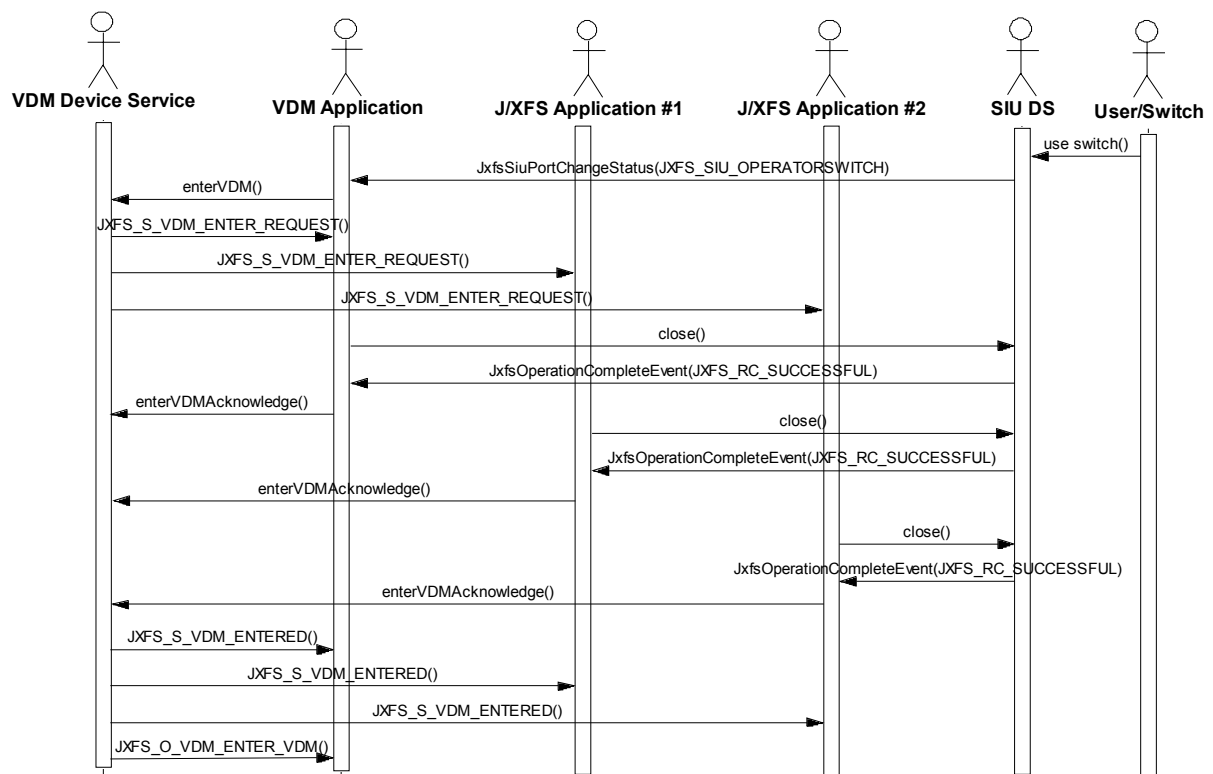 VDM Device Service
VDM Application
J/XFS Application #1
J/XFS Application #2
SIU DS
User/Switch
use switch()
JxfsSiuPortChangeStatus(JXFS_SIU_OPERATORSWITCH)
enterVDM()
JXFS_S_VDM_ENTER_REQUEST()
JXFS_S_VDM_ENTER_REQUEST()
JXFS_S_VDM_ENTER_REQUEST()
close()
JxfsOperationCompleteEvent(JXFS_RC_SUCCESSFUL)
enterVDMAcknowledge()
close()
JxfsOperationCompleteEvent(JXFS_RC_SUCCESSFUL)
enterVDMAcknowledge()
close()
JxfsOperationCompleteEvent(JXFS_RC_SUCCESSFUL)
enterVDMAcknowledge()
JXFS_S_VDM_ENTERED()
JXFS_S_VDM_ENTERED()
JXFS_S_VDM_ENTERED()
JXFS_O_VDM_ENTER_VDM()